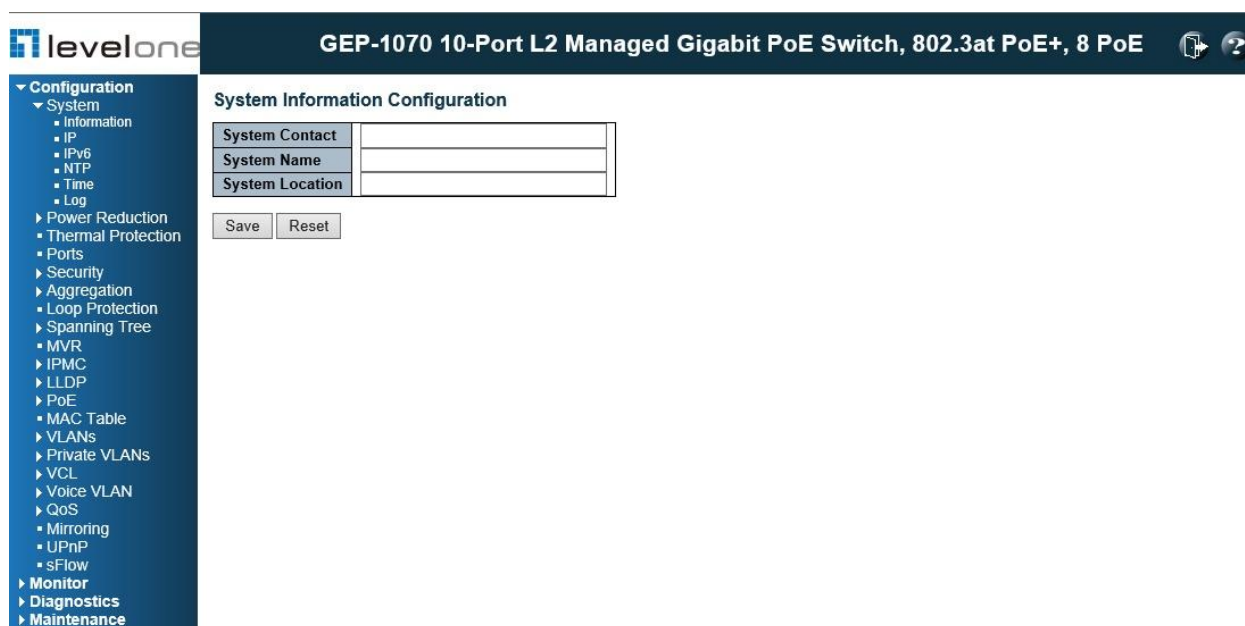 levelone
GEP-1070 10-Port L2 Managed Gigabit PoE Switch, 802.3at PoE+, 8 PoE
?
Configuration
System
Information
IP
IPv6
NTP
Time
Log
Power Reduction
Thermal Protection
Ports
Security
Aggregation
Loop Protection
Spanning Tree
MVR
IPMC
LLDP
PoE
MAC Table
VLANs
Private VLANs
VCL
Voice VLAN
QoS
Mirroring
UPnP
sFlow
Monitor
Diagnostics
Maintenance
System Information Configuration
System Contact
System Name
System Location
Save Reset